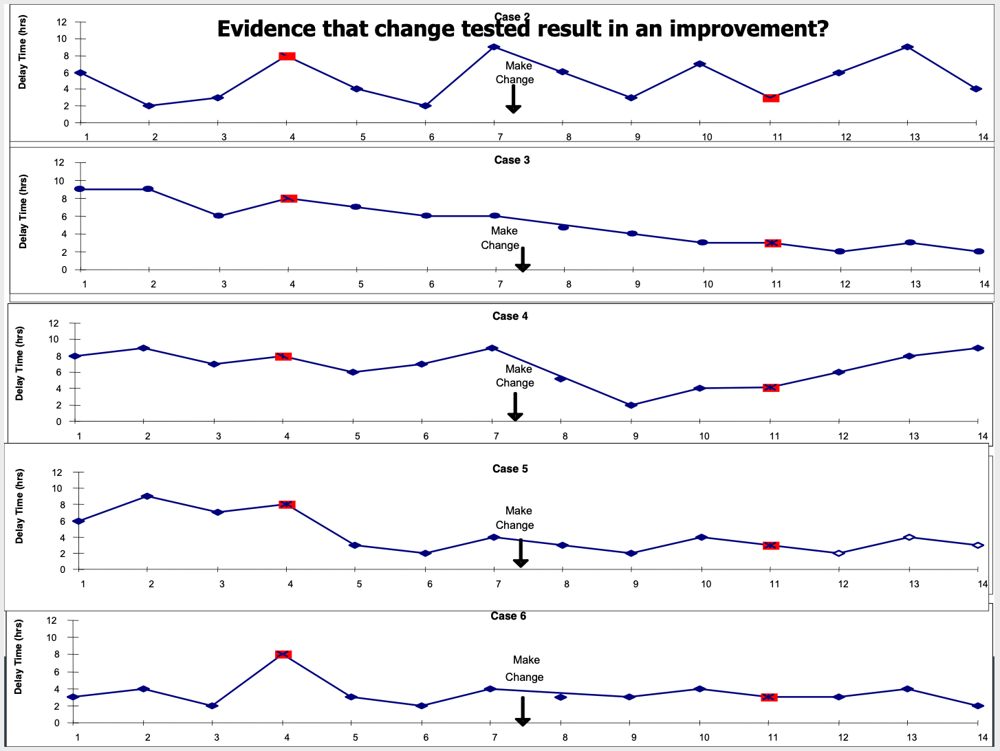 Case 2
Evidence that change tested result in an improvement?
Delay Time (hrs)
12
10
8
6
4
2
0
Make
Change
1 2 3 4 5 6 7 8 9 10 11 12 13 14
Case 3
Delay Time (hrs)
12
10
8
6
4
2
0
Make
Change
1 2 3 4 5 6 7 8 9 10 11 12 13 14
Case 4
Delay Time (hrs)
12
10
8
6
4
2
0
Make
Change
1 2 3 4 5 6 7 8 9 10 11 12 13 14
Case 5
Delay Time (hrs)
12
10
8
6
4
2
0
Make
Change
1 2 3 4 5 6 7 8 9 10 11 12 13 14
Case 6
Delay Time (hrs)
12
10
8
6
4
2
0
Make
Change
1 2 3 4 5 6 7 8 9 10 11 12 13 14